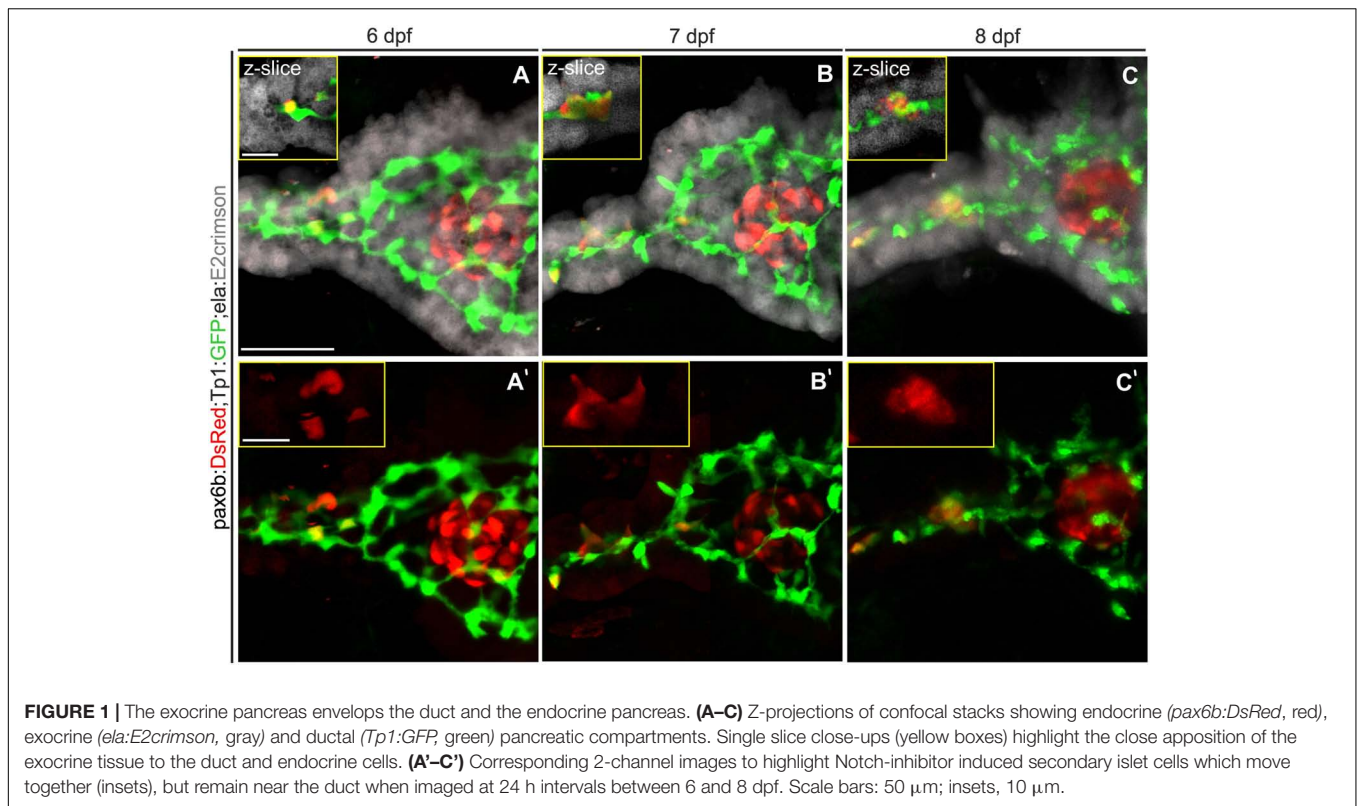 6 dpf
7 dpf
8 dpf
pax6b:DsRed;Tp1:GFP;ela:E2crimson
z-slice
A
z-slice
B
z-slice
C
A'
B'
C'
FIGURE 1 | The exocrine pancreas envelops the duct and the endocrine pancreas. (A–C) Z-projections of confocal stacks showing endocrine (pax6b:DsRed, red),
exocrine (ela:E2crimson, gray) and ductal (Tp1:GFP, green) pancreatic compartments. Single slice close-ups (yellow boxes) highlight the close apposition of the
exocrine tissue to the duct and endocrine cells. (A’–C’) Corresponding 2-channel images to highlight Notch-inhibitor induced secondary islet cells which move
together (insets), but remain near the duct when imaged at 24 h intervals between 6 and 8 dpf. Scale bars: 50 μm; insets, 10 μm.